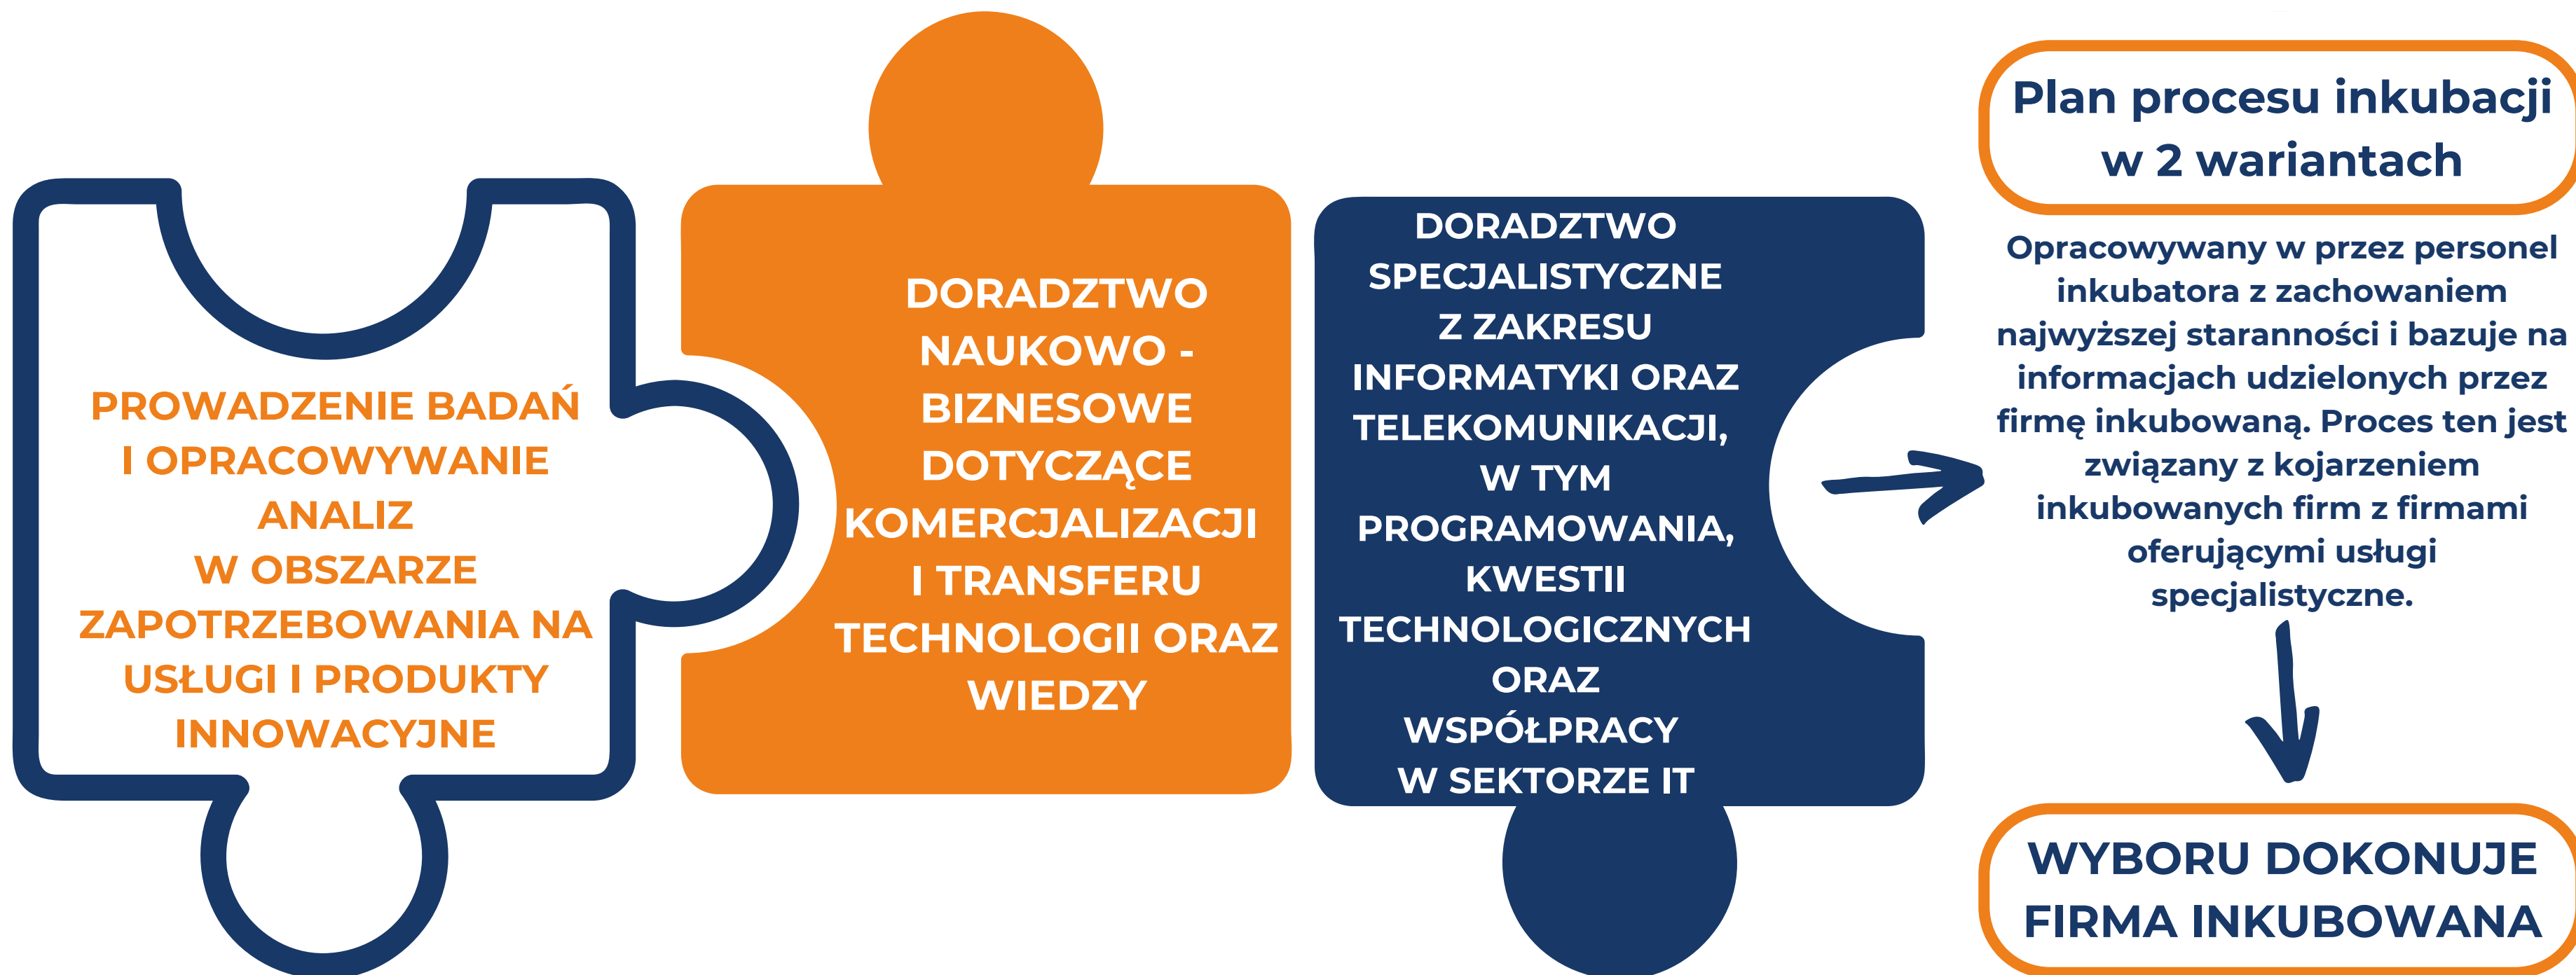 PROWADZENIE BADAŃ
I OPRACOWYWANIE
ANALIZ
W OBSZARZE
ZAPOTRZEBOWANIA NA
USŁUGI I PRODUKTY
INNOWACYJNE
DORADZTWO
NAUKOWO -
BIZNESOWE
DOTYCZĄCE
KOMERCJALIZACJI
I TRANSFERU
TECHNOLOGII ORAZ
WIEDZY
DORADZTWO
SPECJALISTYCZNE
Z ZAKRESU
INFORMATYKI ORAZ
TELEKOMUNIKACJI,
W TYM
PROGRAMOWANIA,
KWESTII
TECHNOLOGICZNYCH
ORAZ
WSPÓŁPRACY
W SEKTORZE IT
Plan procesu inkubacji
w 2 wariantach
Opracowywany w przez personel
inkubatora z zachowaniem
najwyższej staranności i bazuje na
informacjach udzielonych przez
firmę inkubowaną. Proces ten jest
związany z kojarzeniem
inkubowanych firm z firmami
oferującymi usługi
specjalistyczne.
WYBORU DOKONUJE
FIRMA INKUBOWANA